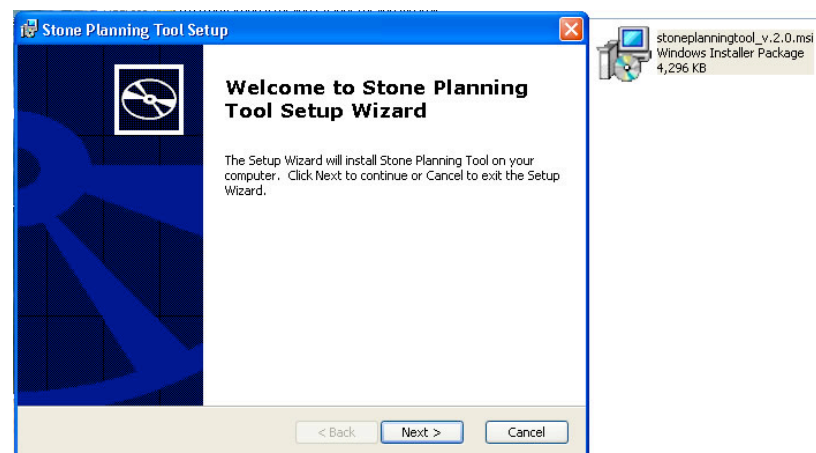 Stone Planning Tool Setup
stoneplanningtool_v.2.0.msi
Windows Installer Package
4,296 KB
Welcome to Stone Planning
Tool Setup Wizard
The Setup Wizard will install Stone Planning Tool on your
computer. Click Next to continue or Cancel to exit the Setup
Wizard.
< Back
Next >
Cancel